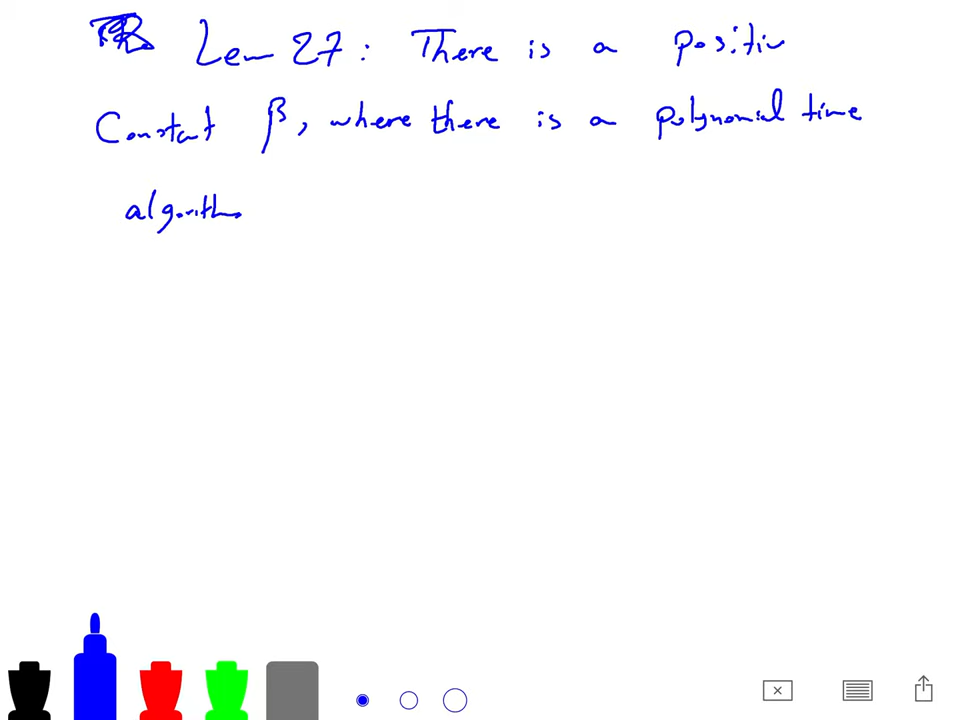 Lem 27: There is a positiv
Constant β, where there is a polynomial time
algorithm